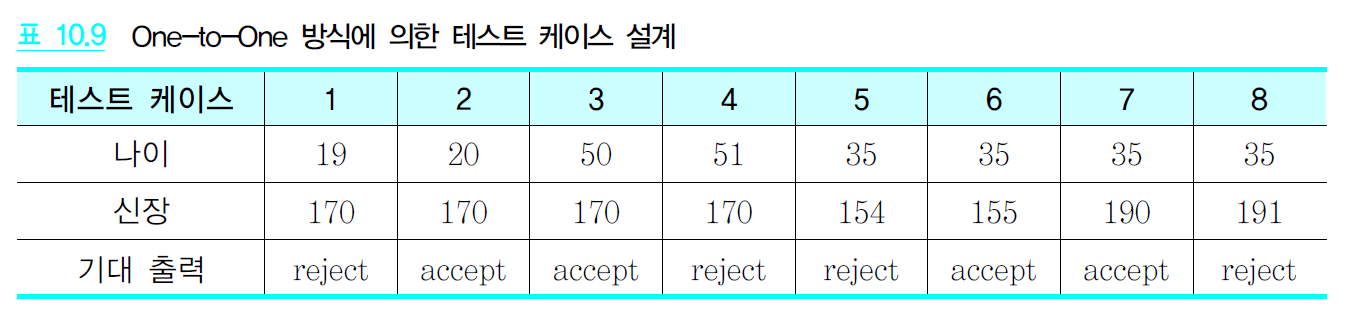 표 10.9 One-to-One 방식에 의한 테스트 케이스 설계
테스트 케이스 1 2 3 4 5 6 7 8
나이 19 20 50 51 35 35 35 35
신장 170 170 170 170 154 155 190 191
기대 출력 reject accept accept reject reject accept accept reject